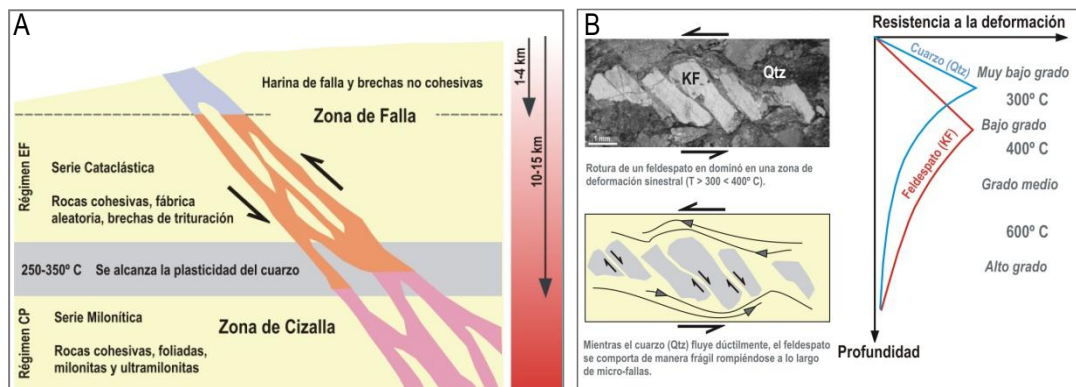 A
Harina de falla y brechas no cohesivas
Zona de Falla
Régimen EF
Serie Cataclástica
Rocas cohesivas, fábrica
aleatoria, brechas de trituración
250-350º C Se alcanza la plasticidad del cuarzo
Régimen CP
Serie Milonítica
Zona de Cizalla
Rocas cohesivas, foliadas,
milonitas y ultramilonitas
1-4 km
10-15 km
B
KF
Qtz
1 mm
Rotura de un feldespato en dominó en una zona de
deformación sinestral (T > 300 < 400º C).
Mientras el cuarzo (Qtz) fluye dúctilmente, el feldespato
se comporta de manera frágil rompiéndose a lo largo
de micro-fallas.
Resistencia a la deformación
Cuarzo (Qtz)
Muy bajo grado
300º C
Bajo grado
400º C
Feldespato (KF)
Grado medio
600º C
Alto grado
Profundidad